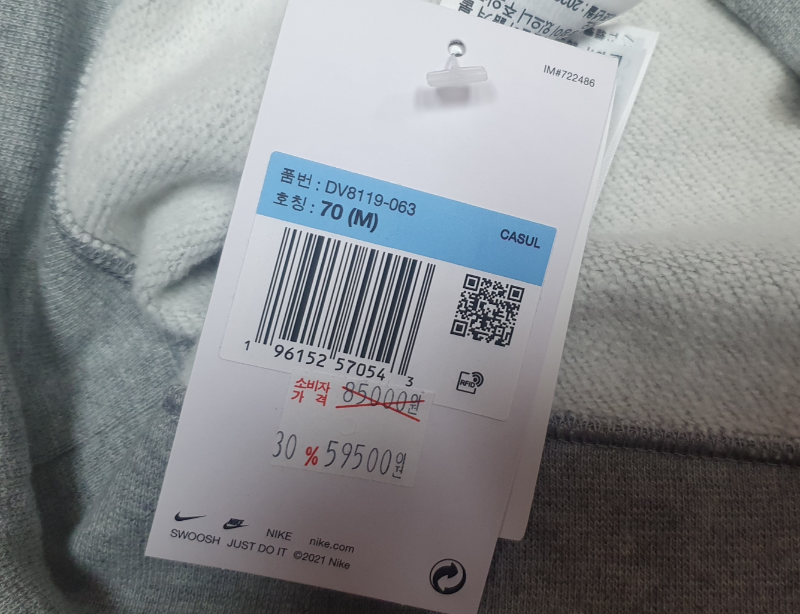 IM#722486
품번 : DV8119-063
호칭 : 70 (M)
CASUL
1 96152 57054 3
RFID
소비자
가 격
85000원
30 % 59500원
NIKE
nike.com
SWOOSH JUST DO IT ©2021 Nike